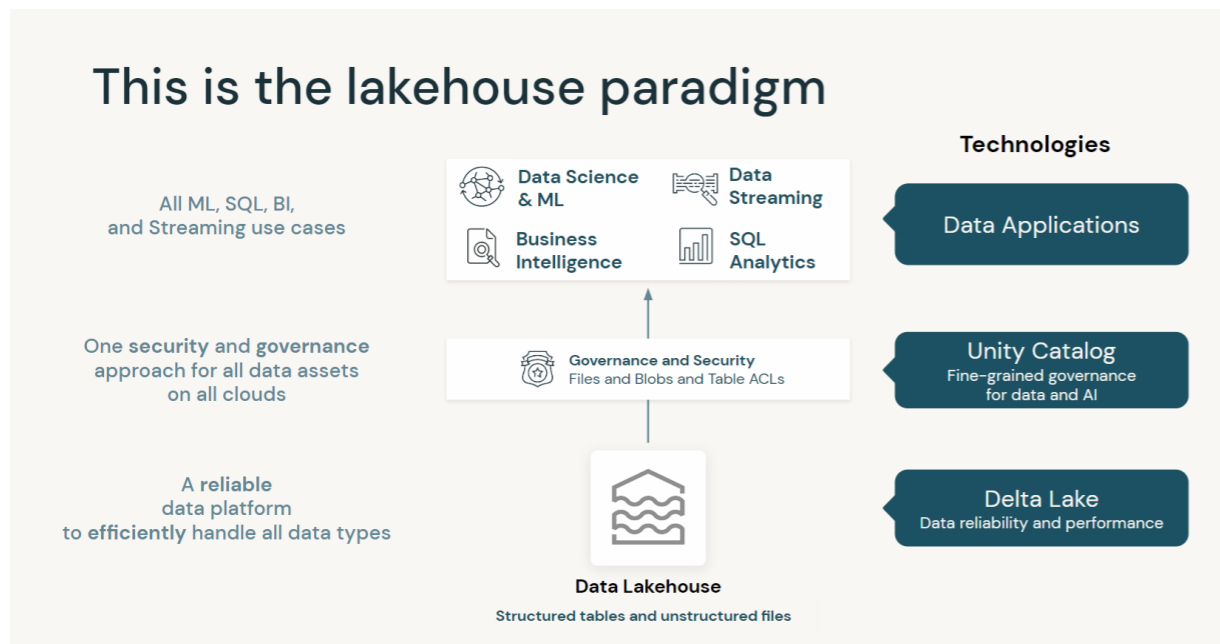 This is the lakehouse paradigm
Technologies
All ML, SQL, BI,
and Streaming use cases
Data Science
& ML
Data
Streaming
Business
Intelligence
SQL
Analytics
Data Applications
One security and governance
approach for all data assets
on all clouds
Governance and Security
Files and Blobs and Table ACLs
Unity Catalog
Fine-grained governance
for data and AI
A reliable
data platform
to efficiently handle all data types
Data Lakehouse
Structured tables and unstructured files
Delta Lake
Data reliability and performance